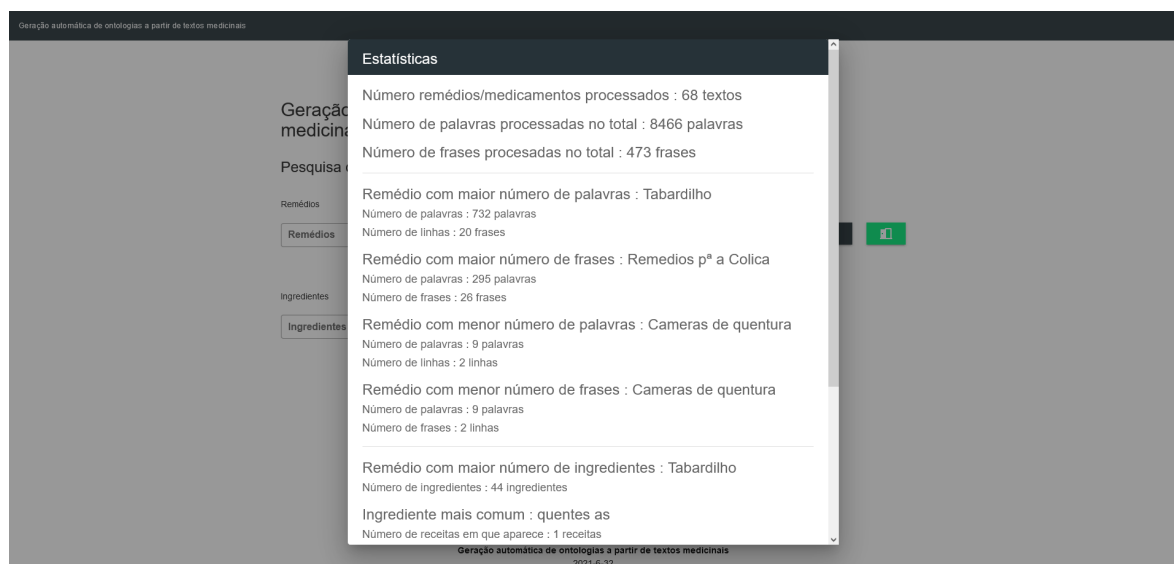 Geração automática de ontologias a partir de textos medicinais
Estatísticas
Número remédios/medicamentos processados : 68 textos
Número de palavras processadas no total : 8466 palavras
Número de frases procesadas no total : 473 frases
Remédio com maior número de palavras : Tabardilho
Número de palavras : 732 palavras
Número de linhas : 20 frases
Remédio com maior número de frases : Remedios pª a Colica
Número de palavras : 295 palavras
Número de frases : 26 frases
Remédio com menor número de palavras : Cameras de quentura
Número de palavras : 9 palavras
Número de linhas : 2 linhas
Remédio com menor número de frases : Cameras de quentura
Número de palavras : 9 palavras
Número de frases : 2 linhas
Remédio com maior número de ingredientes : Tabardilho
Número de ingredientes : 44 ingredientes
Ingrediente mais comum : quentes as
Número de receitas em que aparece : 1 receitas
Geração
medicina
Pesquisa
Remédios
Remédios
Ingredientes
Ingredientes
Geração automática de ontologias a partir de textos medicinais
2021-6-22